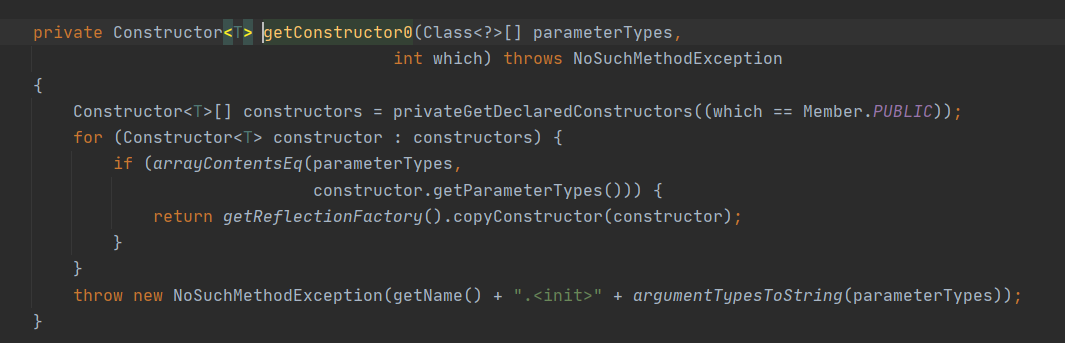 private Constructor<T> getConstructor0(Class<?>[] parameterTypes,
                                    int which) throws NoSuchMethodException
{
    Constructor<T>[] constructors = privateGetDeclaredConstructors((which == Member.PUBLIC));
    for (Constructor<T> constructor : constructors) {
        if (arrayContentsEq(parameterTypes,
                            constructor.getParameterTypes())) {
            return getReflectionFactory().copyConstructor(constructor);
        }
    }
    throw new NoSuchMethodException(getName() + ".<init>" + argumentTypesToString(parameterTypes));
}